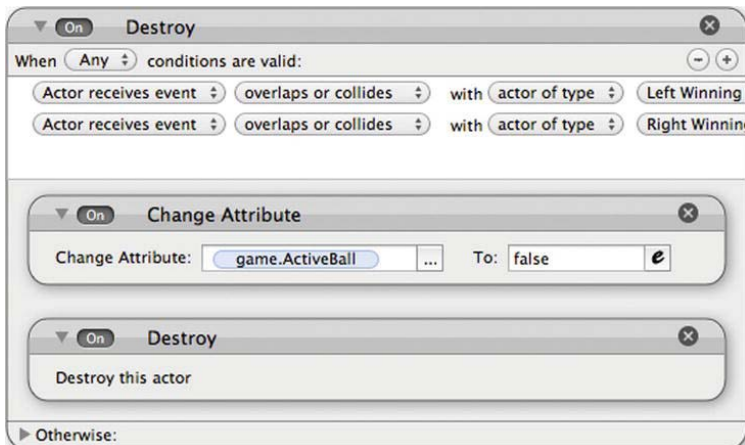 On Destroy
When Any conditions are valid:
Actor receives event overlaps or collides with actor of type Left Winning
Actor receives event overlaps or collides with actor of type Right
On Change Attribute
Change Attribute: game.ActiveBall ... To: false e
On Destroy
Destroy this actor
Otherwise: